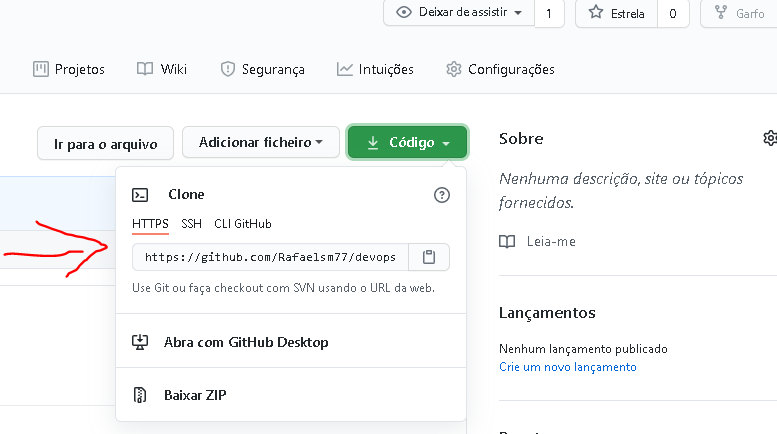 Deixar de assistir 1 Estrela 0 Garfo
Projetos Wiki Segurança Intuições Configurações
Ir para o arquivo Adicionar ficheiro Código
Sobre
Nenhuma descrição, site ou tópicos
fornecidos.
Leia-me
Clone
HTTPS SSH CLI GitHub
https://github.com/Rafaelsm77/devops
Use Git ou faça checkout com SVN usando o URL da web.
Abra com GitHub Desktop
Baixar ZIP
Lançamentos
Nenhum lançamento publicado
Crie um novo lançamento